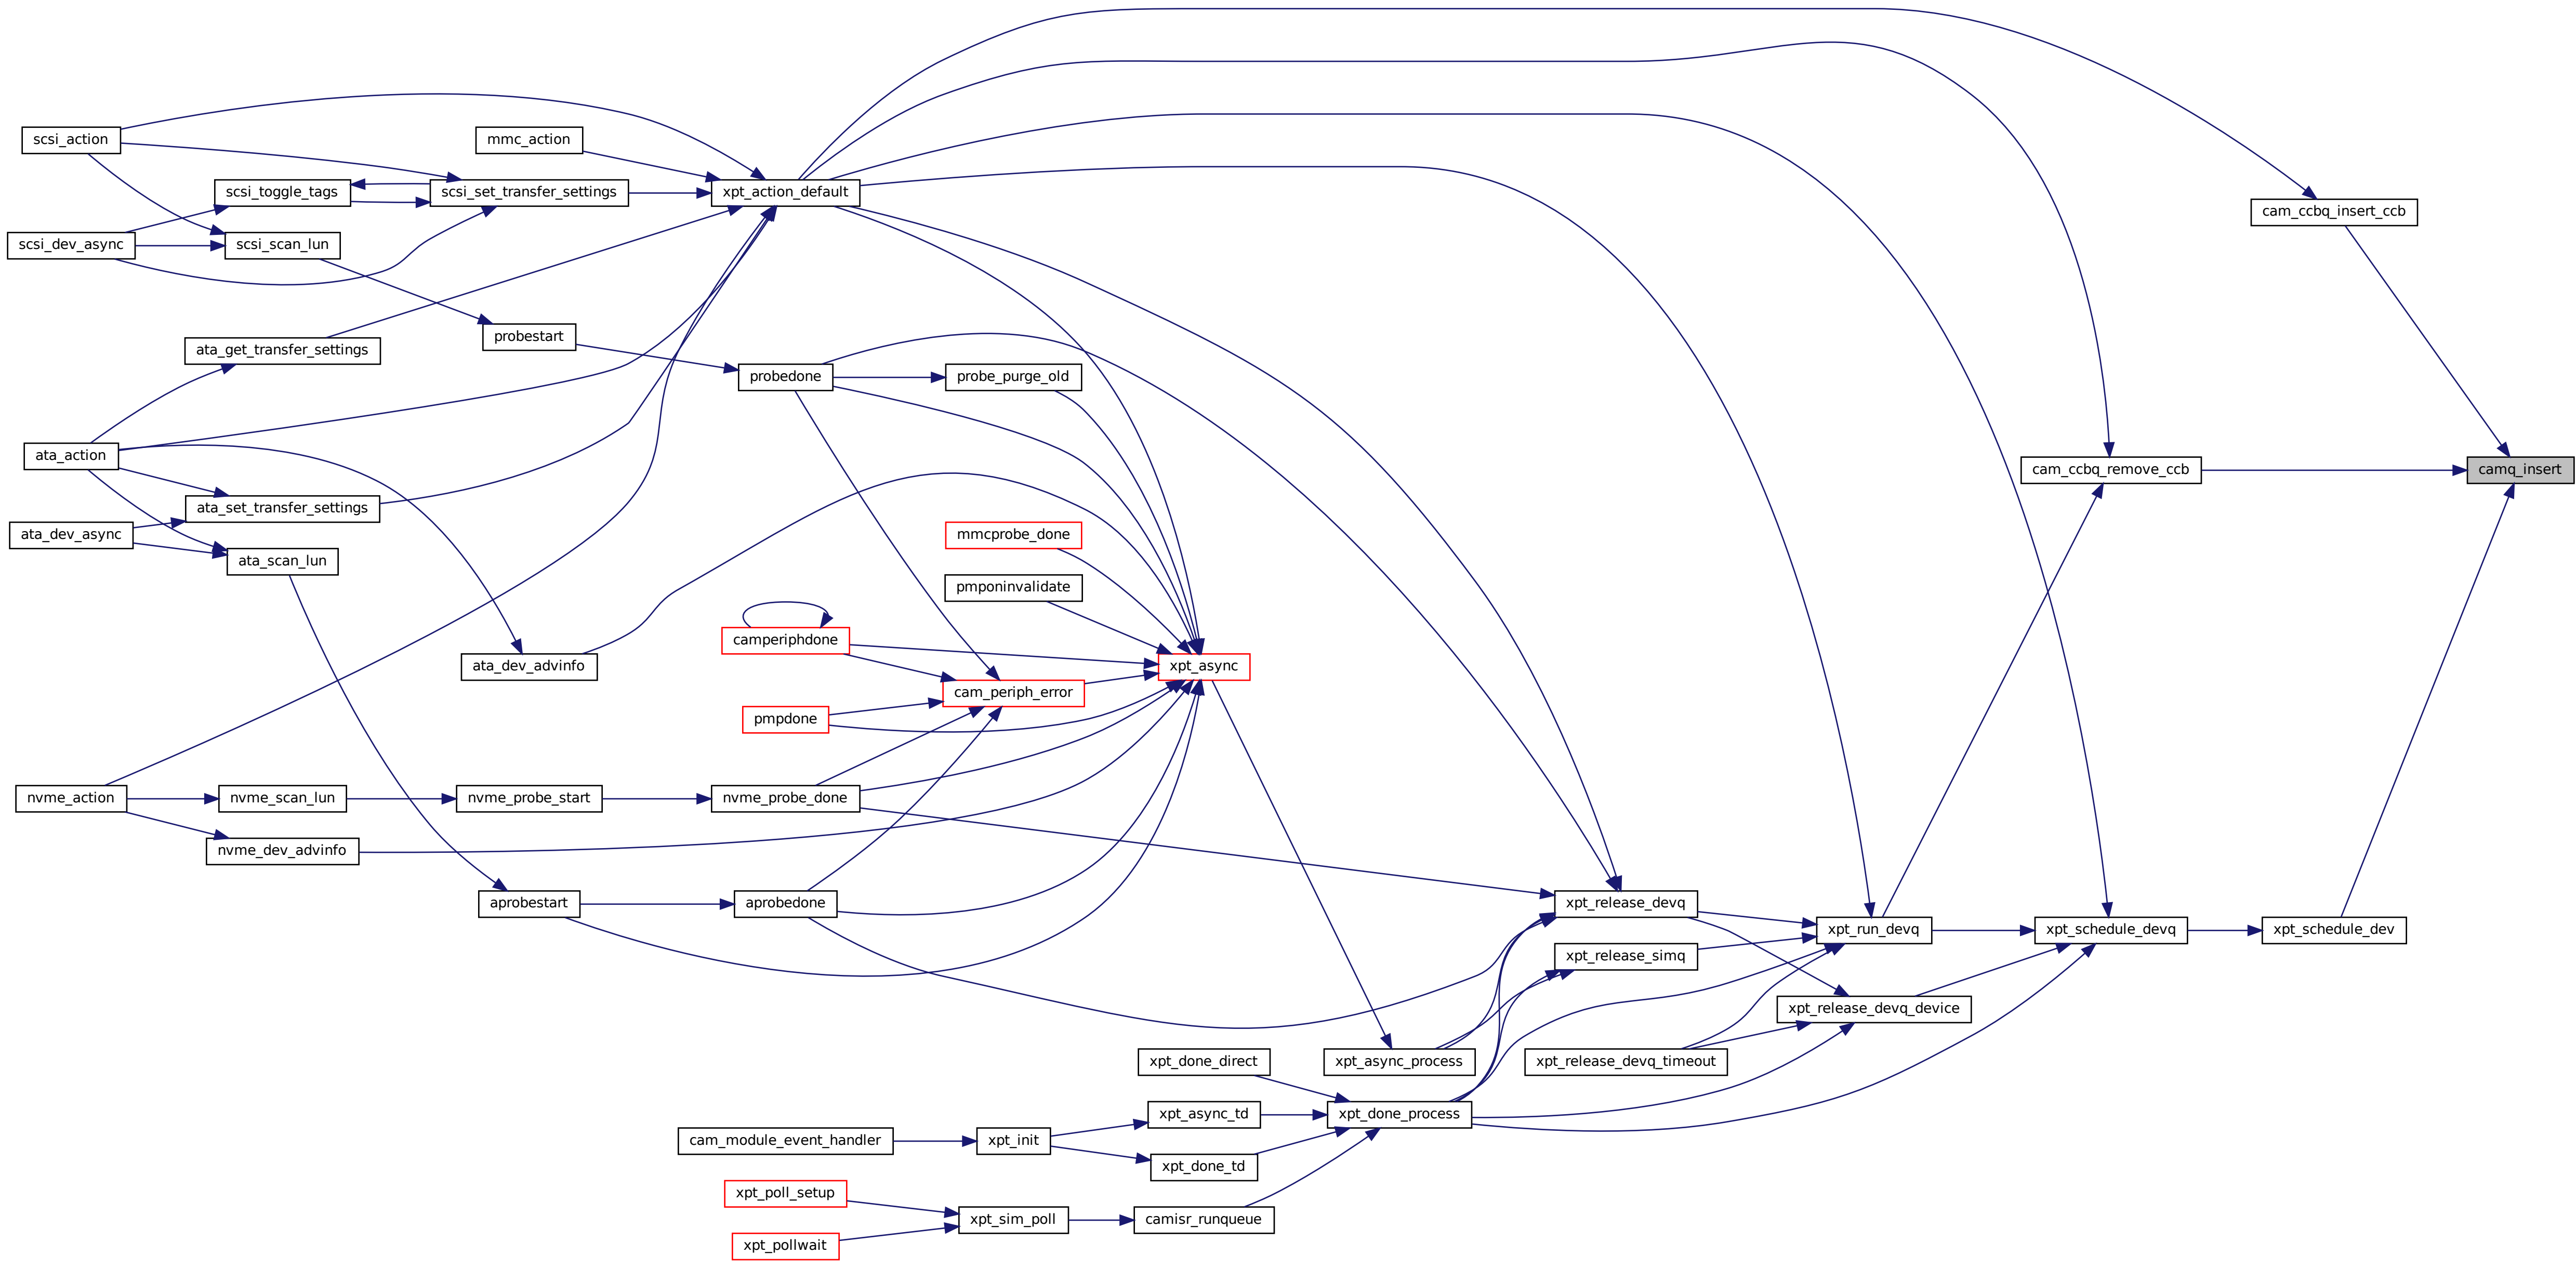 scsi_action
mmc_action
scsi_toggle_tags
scsi_set_transfer_settings
xpt_action_default
cam_ccbq_insert_ccb
scsi_dev_async
scsi_scan_lun
probestart
ata_get_transfer_settings
probedone
probe_purge_old
ata_action
cam_ccbq_remove_ccb
camq_insert
ata_set_transfer_settings
ata_dev_async
mmcprobe_done
ata_scan_lun
pmponinvalidate
camperiphdone
ata_dev_advinfo
xpt_async
cam_periph_error
pmpdone
nvme_action
nvme_scan_lun
nvme_probe_start
nvme_probe_done
nvme_dev_advinfo
aprobestart
aprobedone
xpt_release_devq
xpt_run_devq
xpt_schedule_devq
xpt_schedule_dev
xpt_release_simq
xpt_release_devq_device
xpt_done_direct
xpt_async_process
xpt_release_devq_timeout
xpt_async_td
xpt_done_process
cam_module_event_handler
xpt_init
xpt_done_td
xpt_poll_setup
xpt_sim_poll
camisr_runqueue
xpt_pollwait